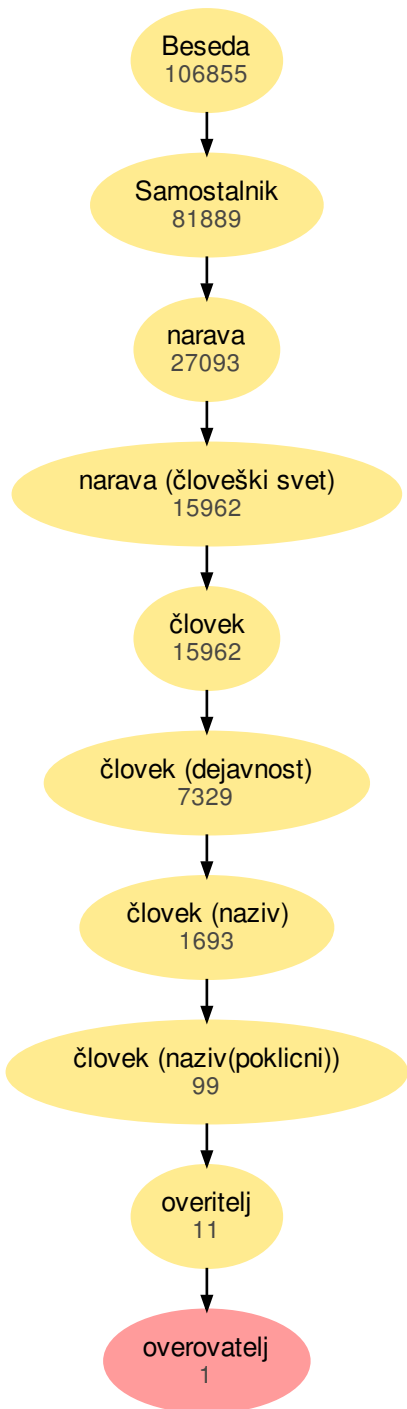 Beseda
106855
Samostalnik
81889
narava
27093
narava (človeški svet)
15962
človek
15962
človek (dejavnost)
7329
človek (naziv)
1693
človek (naziv(poklicni))
99
overitelj
11
overovatelj
1